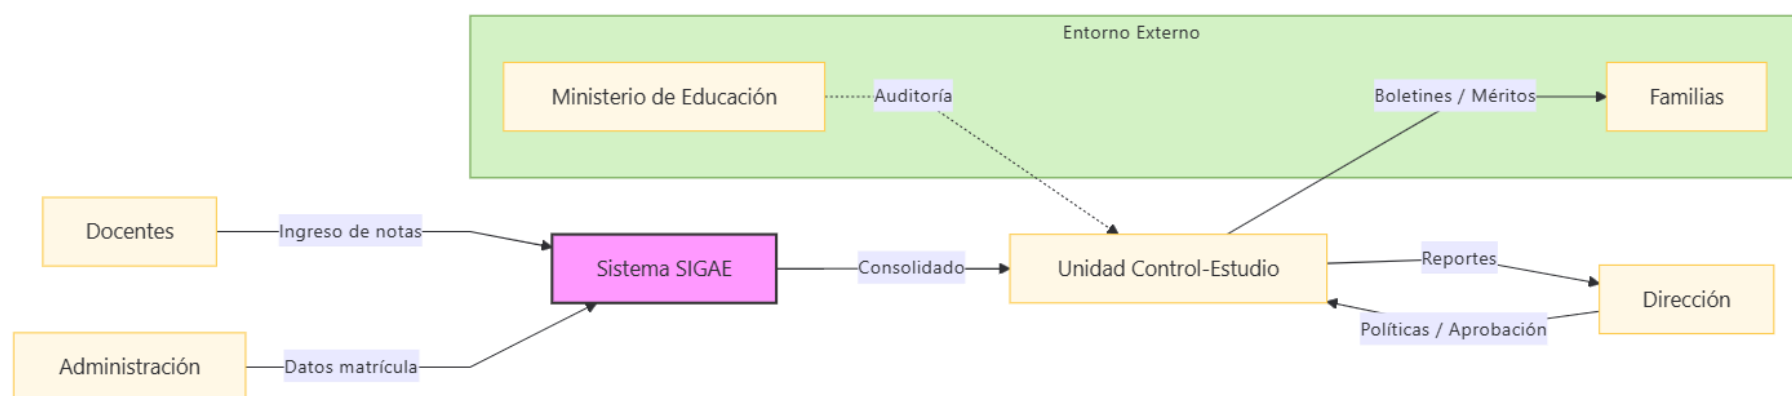 Entorno Externo
Ministerio de Educación
Auditoría
Boletines / Méritos
Familias
Docentes
Ingreso de notas
Sistema SIGAE
Consolidado
Unidad Control-Estudio
Reportes
Dirección
Políticas / Aprobación
Administración
Datos matrícula